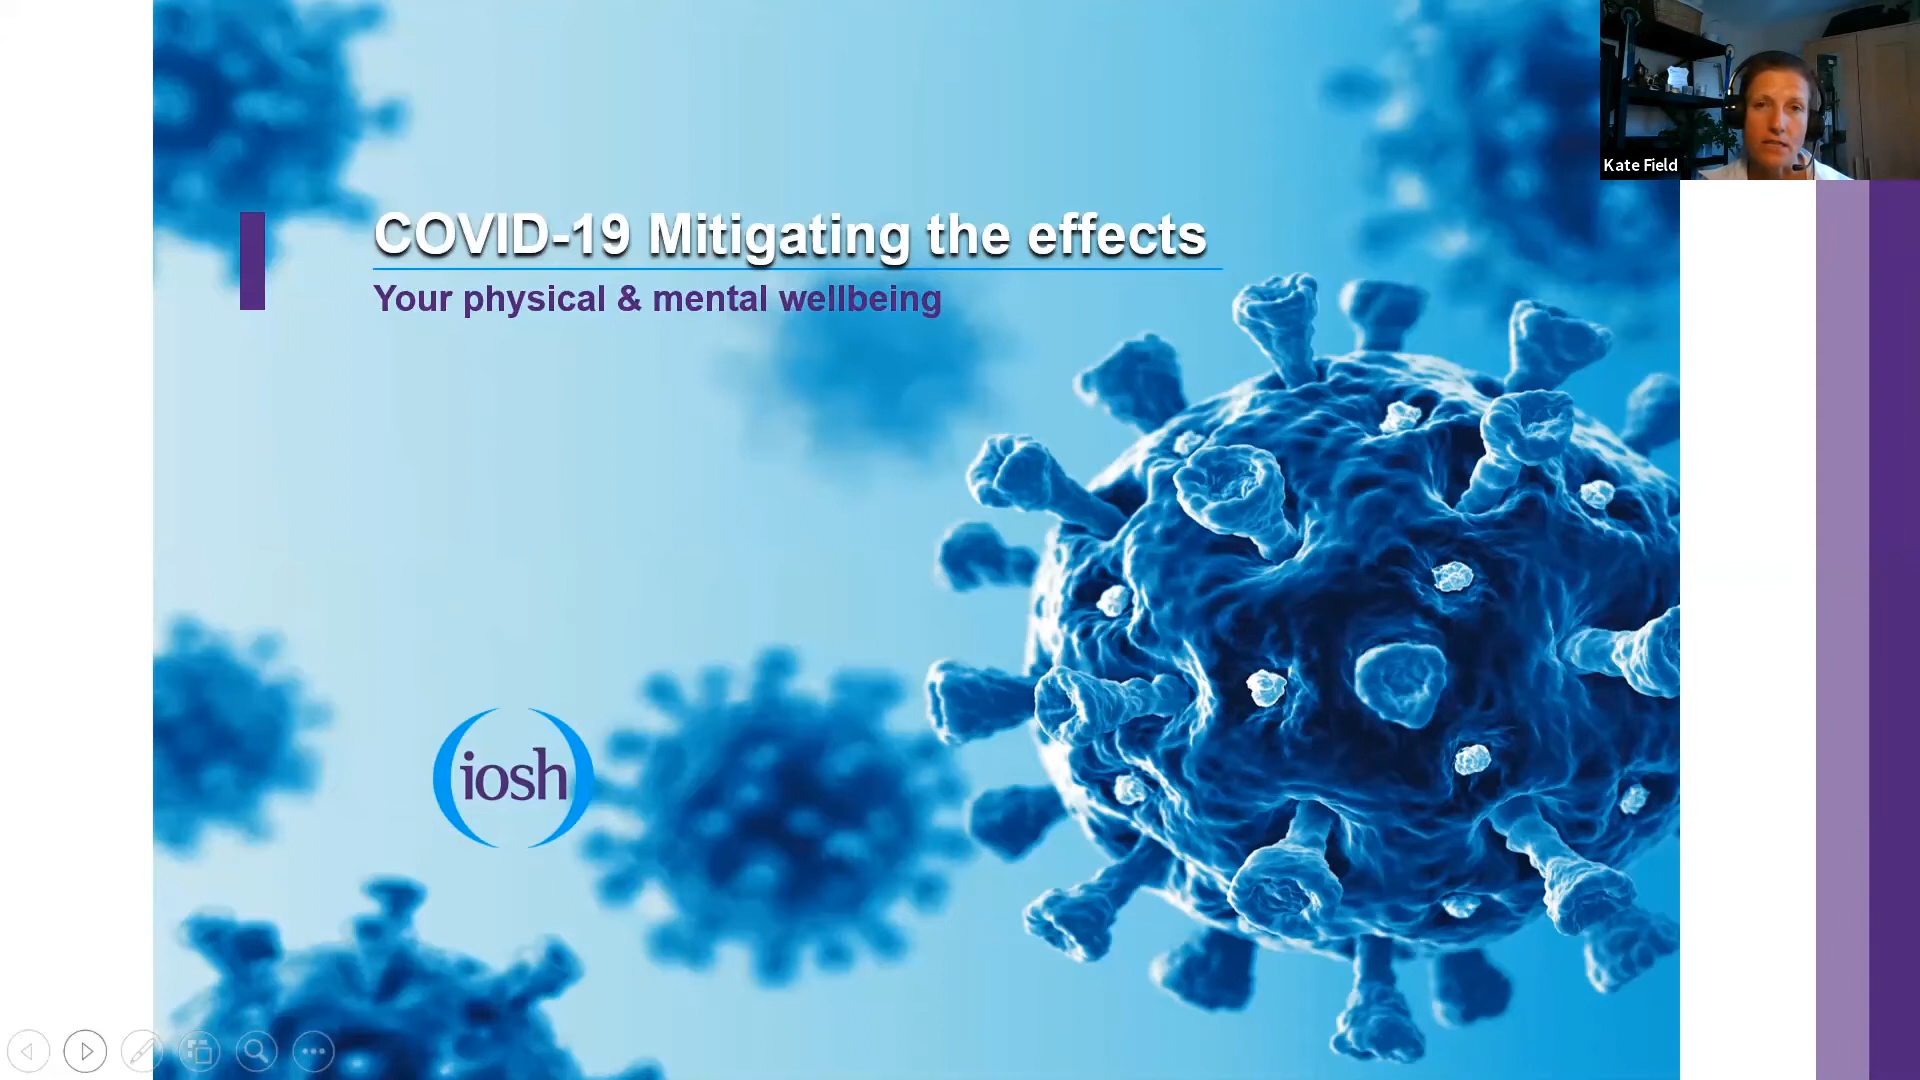 Kate Field
COVID-19 Mitigating the effects
Your physical & mental wellbeing
iosh